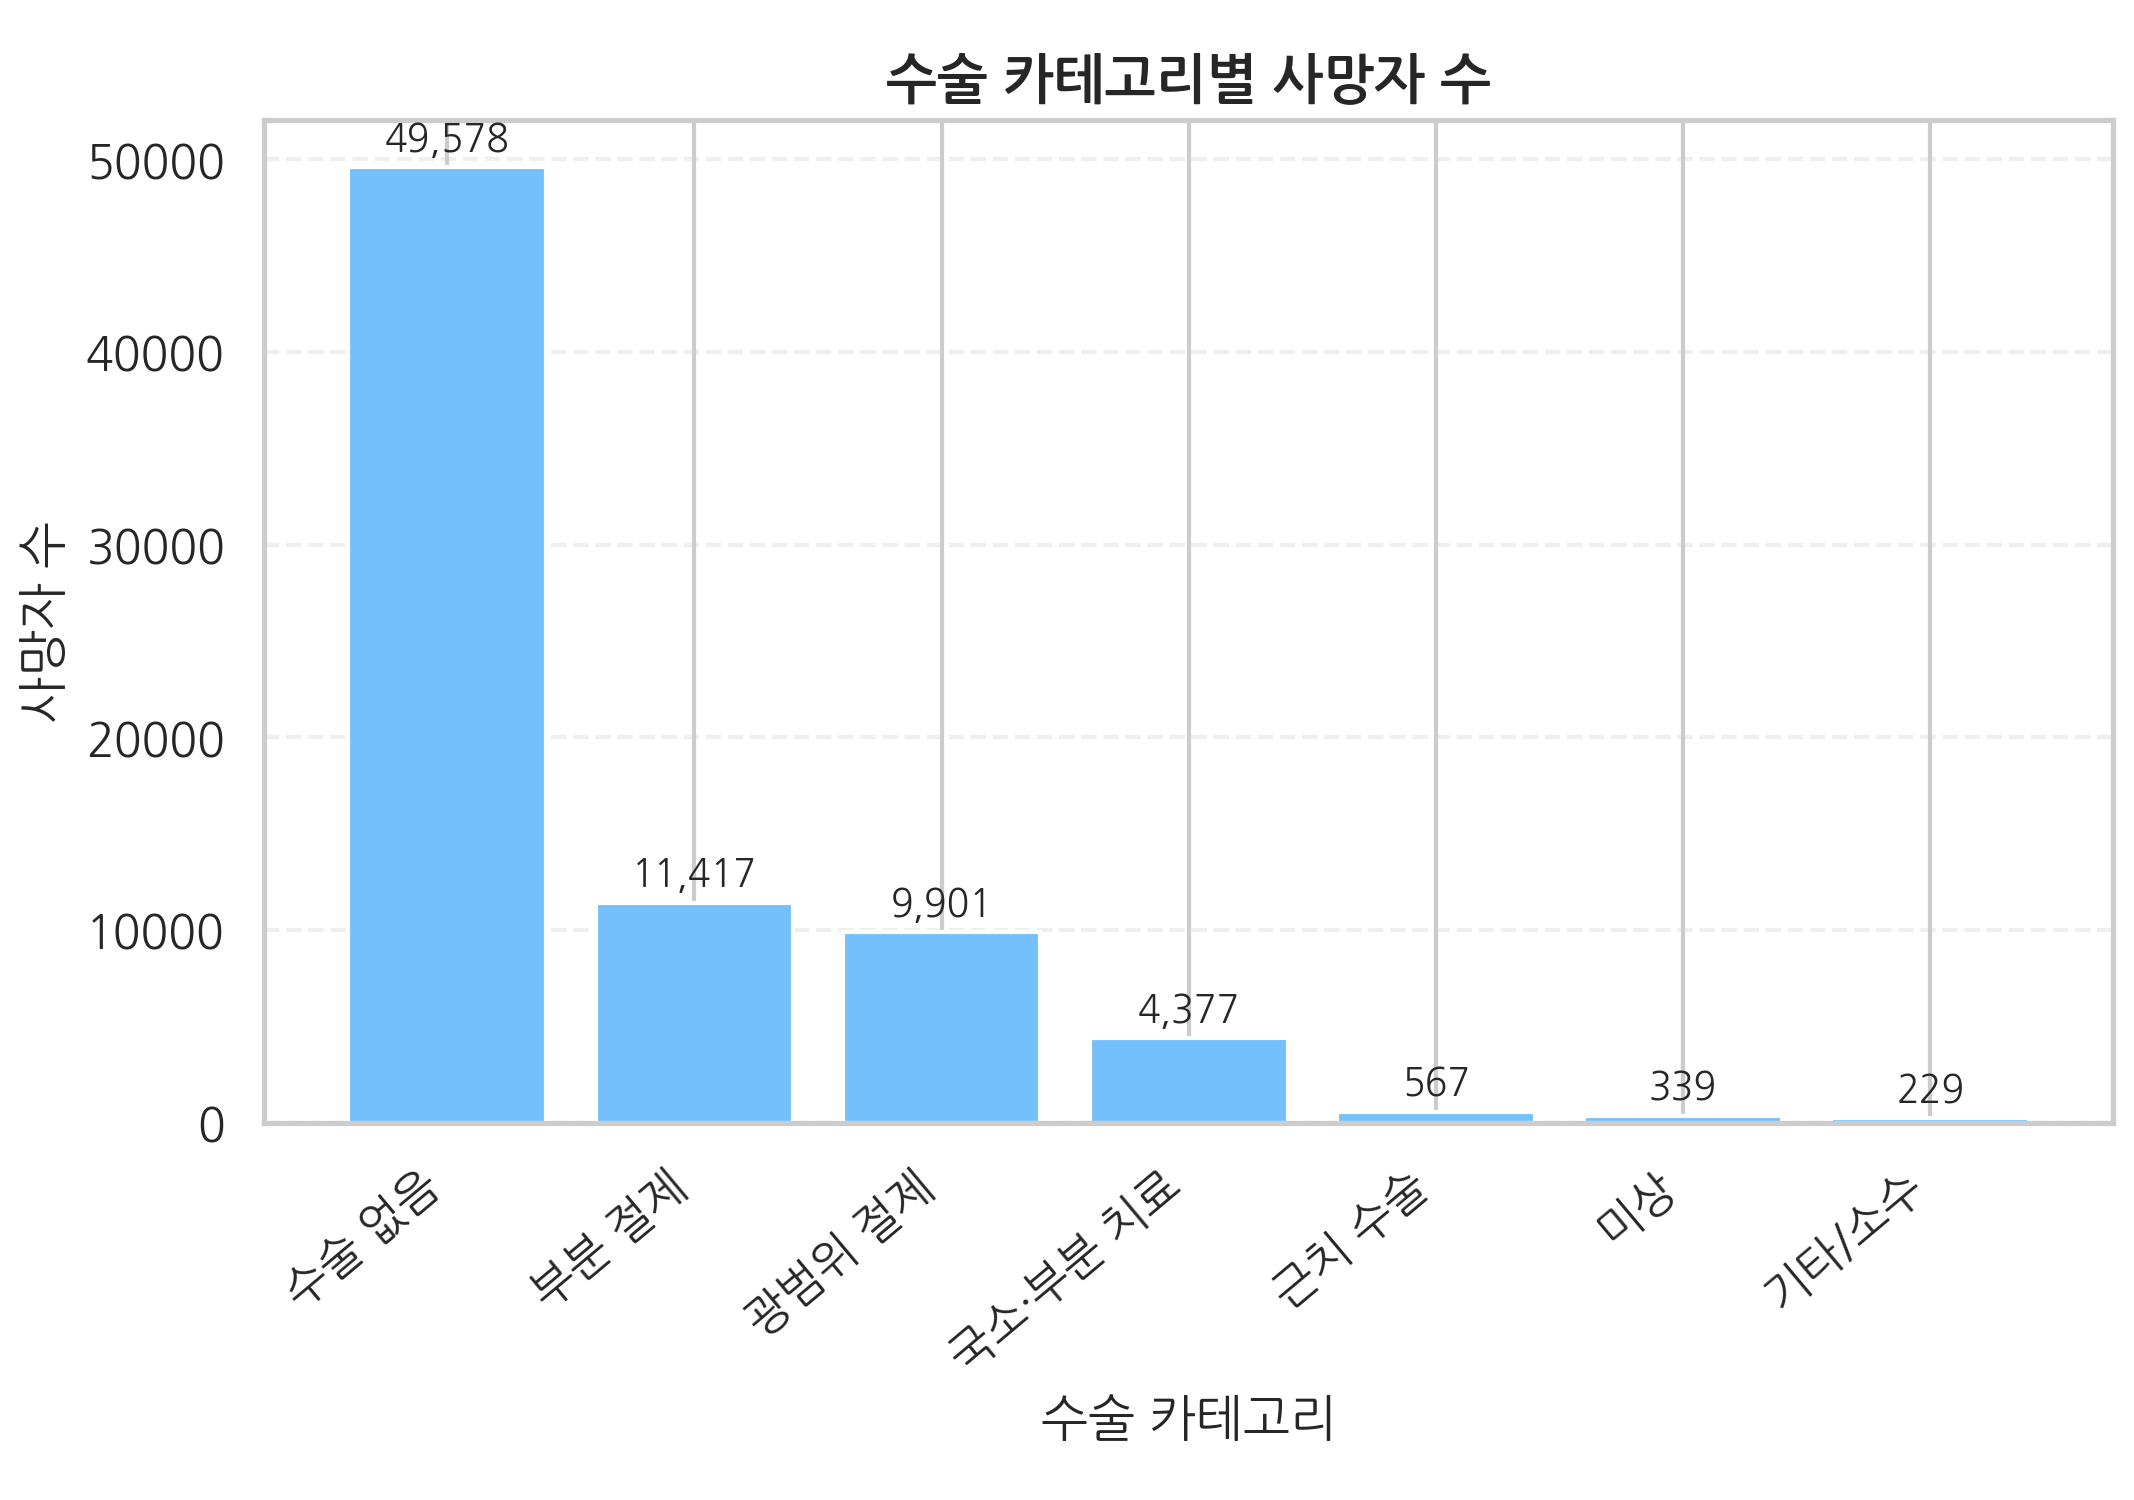 수술 카테고리별 사망자 수
사망자 수
50000
40000
30000
20000
10000
0
49,578
11,417
9,901
4,377
567
339
229
수술 없음
부분 절제
광범위 절제
국소·부분 치료
근치 수술
미상
기타/소수
수술 카테고리